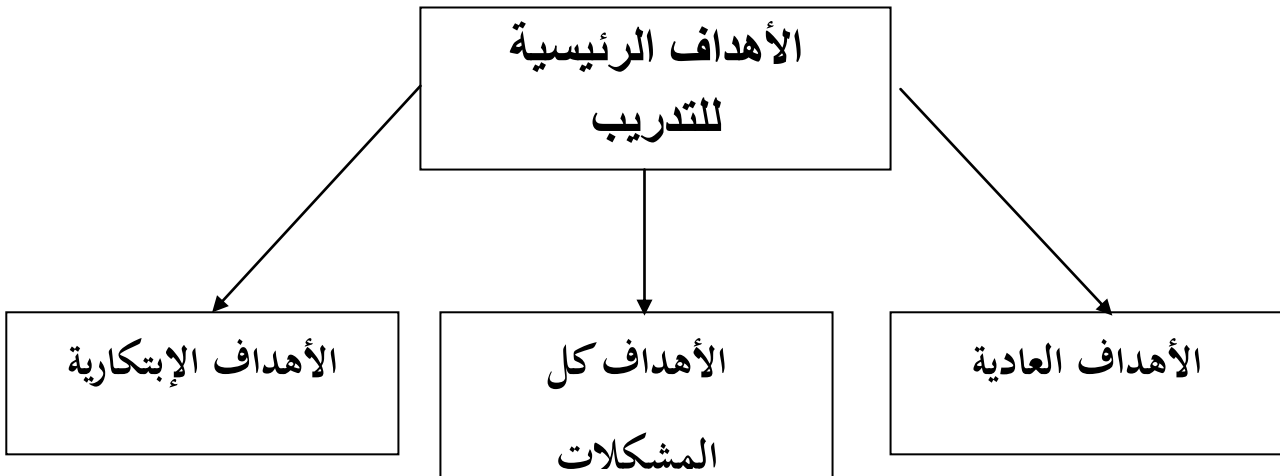 الأهداف الرئيسية
للتدريب
الأهداف العادية
الأهداف كل
المشكلات
الأهداف الإبتكارية